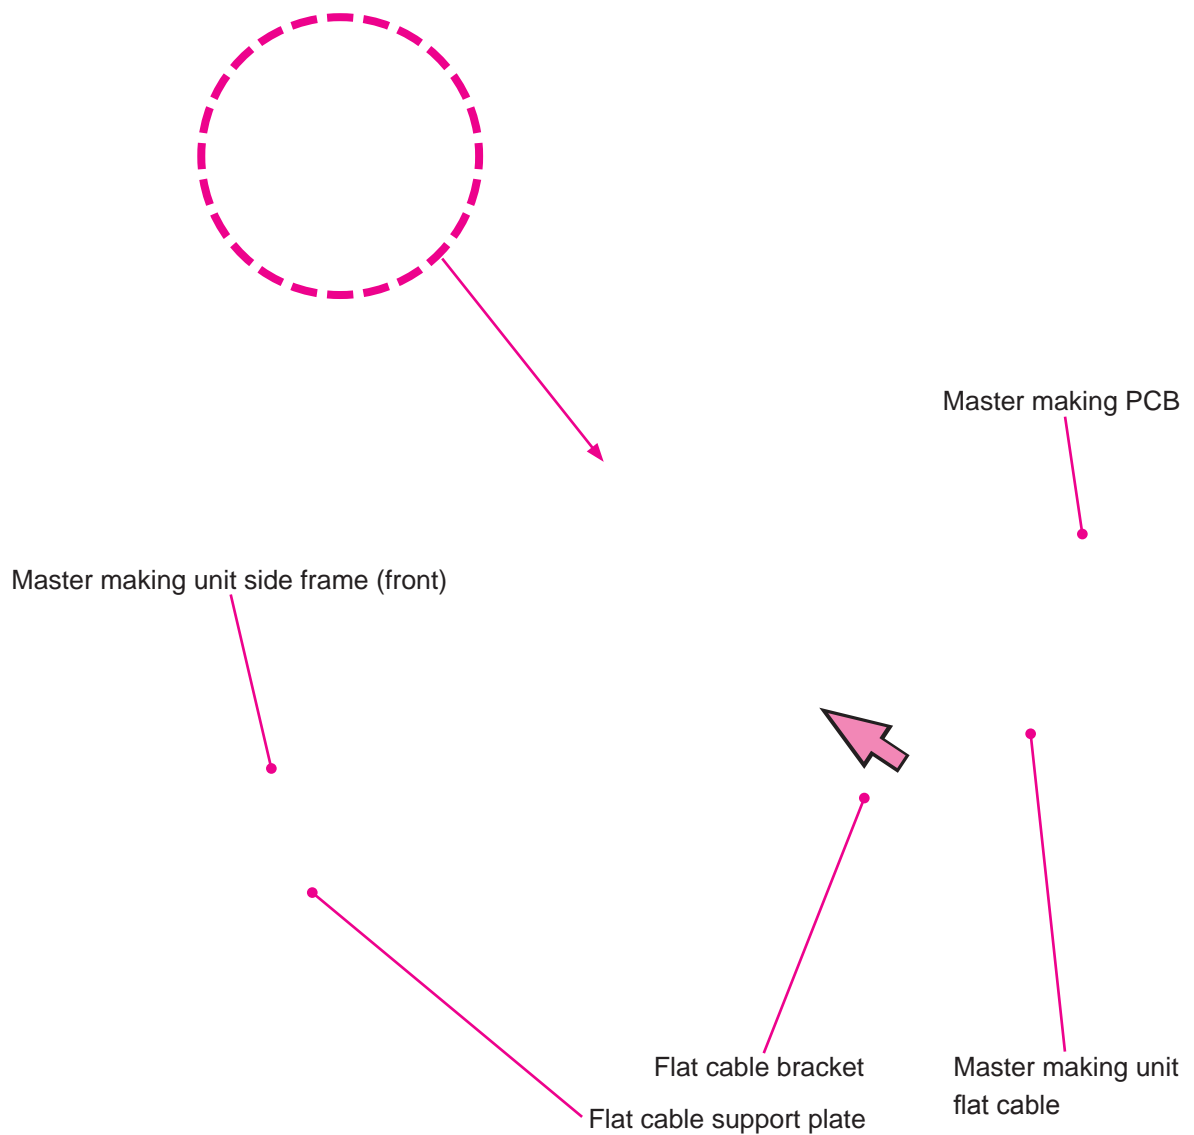 Master making PCB
Master making unit side frame (front)
Flat cable bracket
Master making unit
flat cable
Flat cable support plate